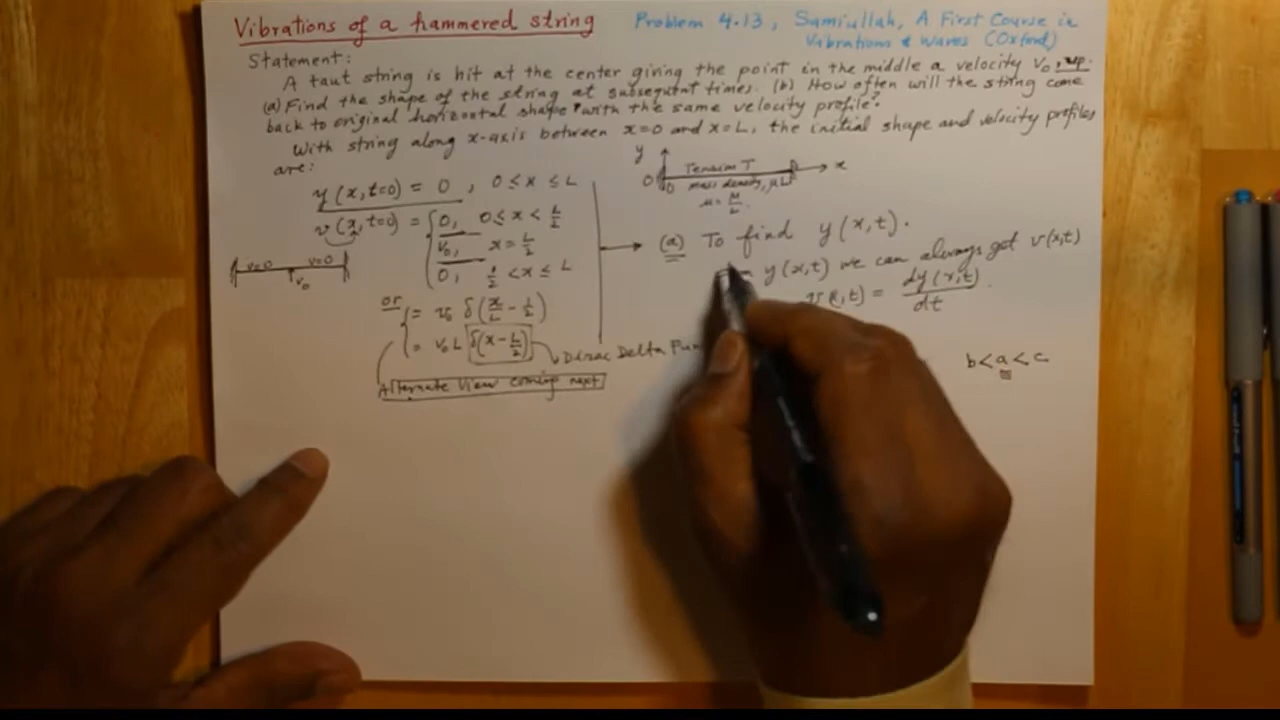 Vibrations of a hammered string
Problem 4.13, Samiullah, A First Course in
Vibrations & Waves (Oxford)
Statement:
A taut string is hit at the center giving the point in the middle a velocity V₀, up.
(a) Find the shape of the string at subsequent times. (b) How often will the string come
back to original horizontal shape with the same velocity profile?
With string along x-axis between x=0 and x=L, the initial shape and velocity profiles
are:
y(x,t=0) = 0, 0≤x≤L
v(x,t=0) = { 0, 0≤x<L/2
V₀, x=L/2
0, L/2<x≤L
v=0 v=0
V₀
or
= v₀ δ(x/L - 1/2)
= V₀L δ(x - L/2)
Dirac Delta Fun
Alternate View coming next
y
0 0 Tension T L x
mass density, μ
μ = M/L
(a) To find y(x,t).
y(x,t) we can always get v(x,t)
v(x,t) = dy(x,t)/dt
b<a<c